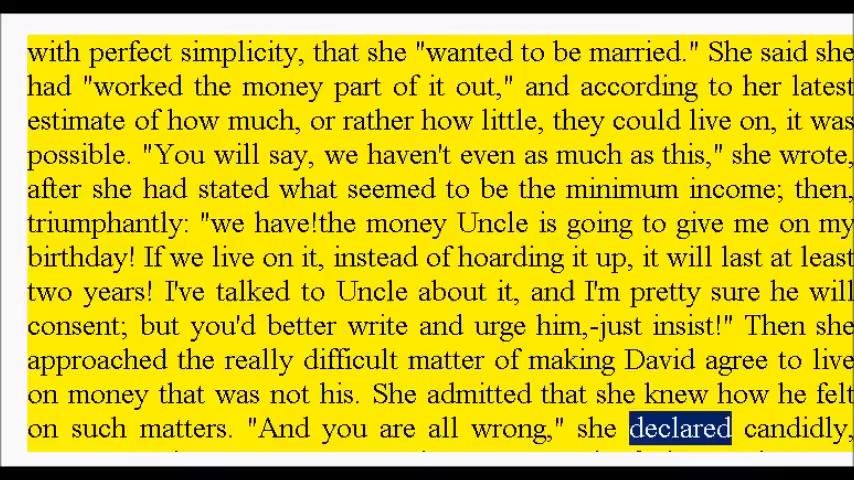 with perfect simplicity, that she "wanted to be married." She said she
had "worked the money part of it out," and according to her latest
estimate of how much, or rather how little, they could live on, it was
possible. "You will say, we haven't even as much as this," she wrote,
after she had stated what seemed to be the minimum income; then,
triumphantly: "we have!the money Uncle is going to give me on my
birthday! If we live on it, instead of hoarding it up, it will last at least
two years! I've talked to Uncle about it, and I'm pretty sure he will
consent; but you'd better write and urge him,-just insist!" Then she
approached the really difficult matter of making David agree to live
on money that was not his. She admitted that she knew how he felt
on such matters. "And you are all wrong," she declared candidly,